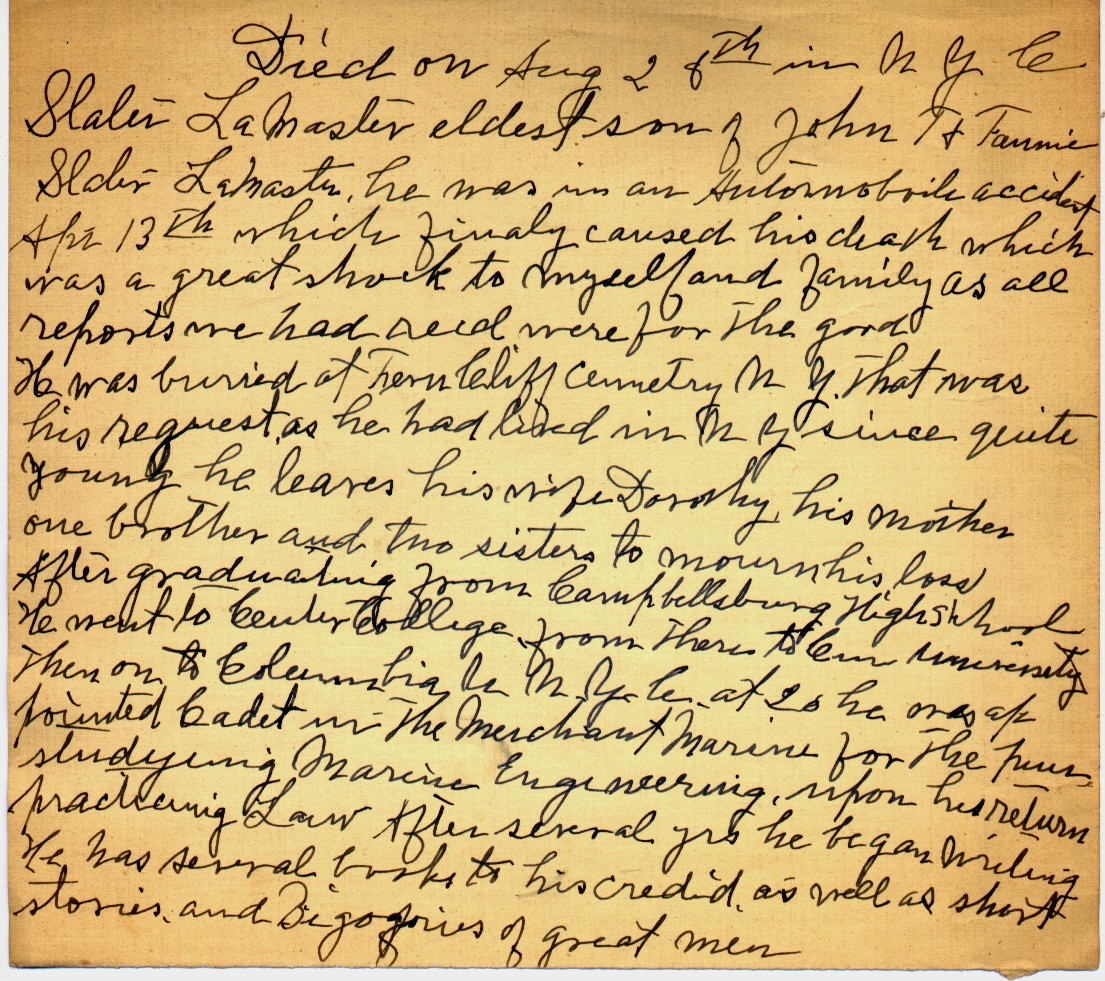 Died on Aug 28th in N Y C
Slater LaMaster eldest son of John T & Fannie
Slater LaMaster, he was in an Automobile accident
Apr 13th which finaly caused his death which
was a great shock to myself and family as all
reports we had recd were for the good
He was buried at Fern Cliff Cemetry N Y. That was
his request, as he had lived in N Y since quite
young he leaves his wife Dorothy, his mother
one brother and two sisters to mourn his loss
After graduating from Campbellsburg High School
He went to Center College, from there to Cin university
Then on to Columbia U N.Y.C. at 20 he was ap
pointed Cadet in The Merchant Marine for the
studyeing Marine Engineering, upon his return
practicing Law After several yrs he began writing
He has several books to his credid, as well as short
stories, and of great men